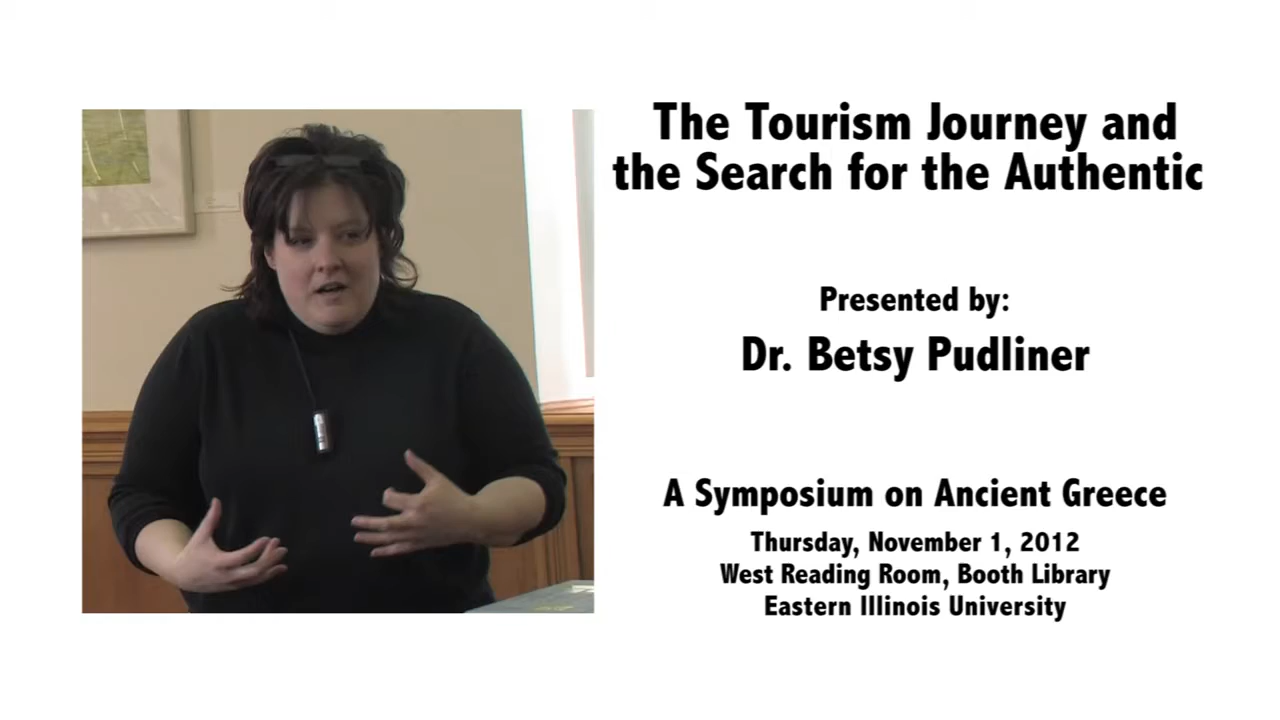 The Tourism Journey and
the Search for the Authentic
Presented by:
Dr. Betsy Pudliner
A Symposium on Ancient Greece
Thursday, November 1, 2012
West Reading Room, Booth Library
Eastern Illinois University